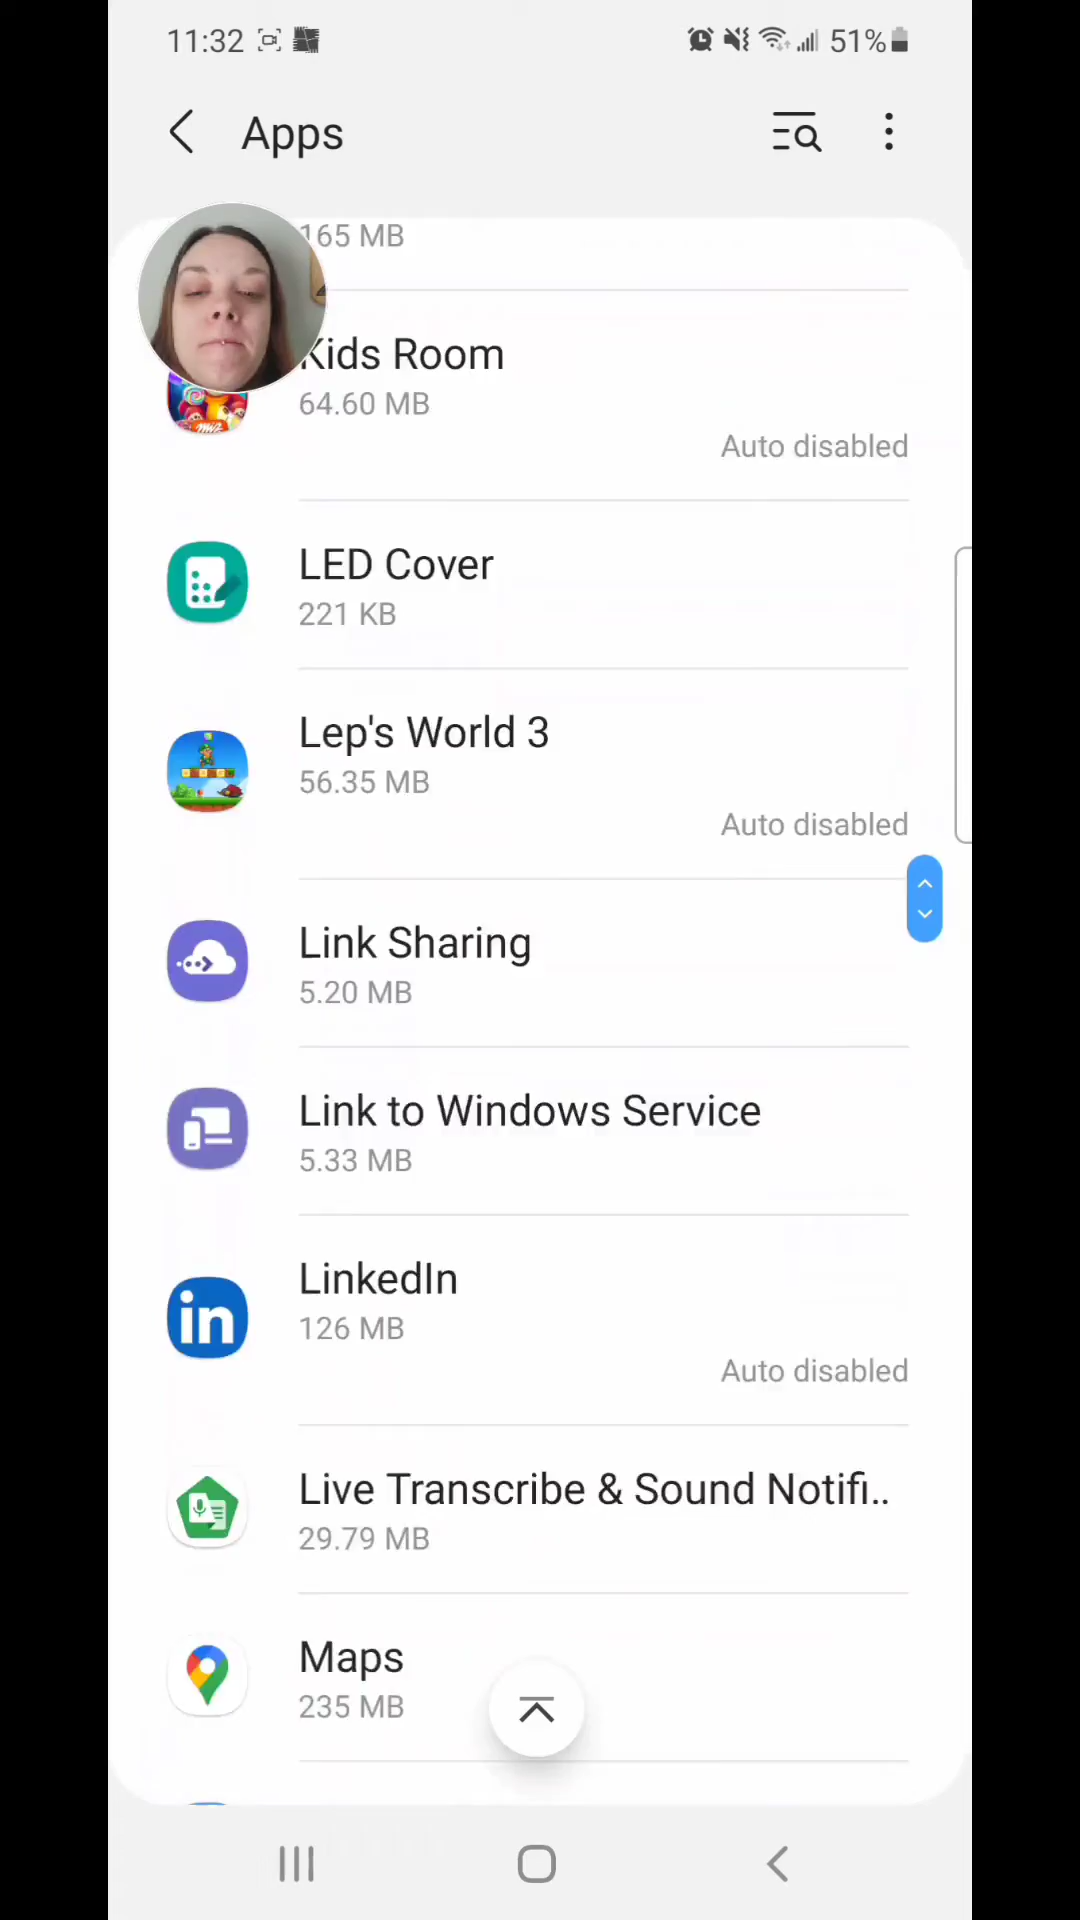 11:32 51%
Apps
165 MB
Kids Room
64.60 MB
Auto disabled
LED Cover
221 KB
Lep's World 3
56.35 MB
Auto disabled
Link Sharing
5.20 MB
Link to Windows Service
5.33 MB
in
LinkedIn
126 MB
Auto disabled
Live Transcribe & Sound Notifi..
29.79 MB
Maps
235 MB